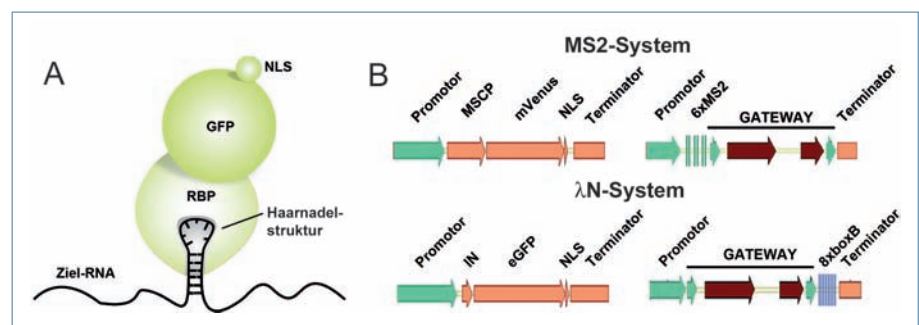 A
NLS
GFP
RBP
Haarnadel-
struktur
Ziel-RNA
B
MS2-System
Promotor
MSCP
mVenus
NLS
Terminator
Promotor
6xMS2
GATEWAY
Terminator
λN-System
Promotor
IN
eGFP
NLS
Terminator
Promotor
GATEWAY
8xboxB
Terminator